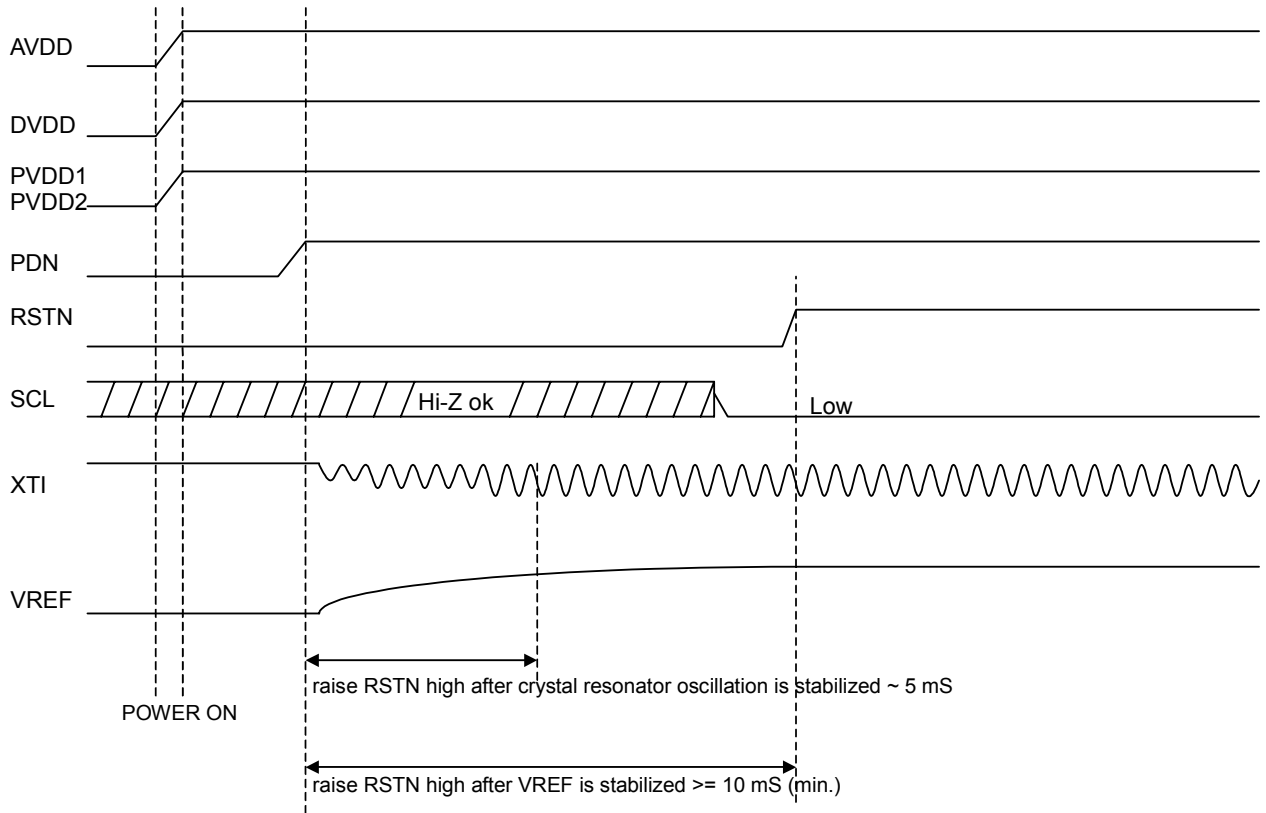 AVDD
DVDD
PVDD1
PVDD2
PDN
RSTN
SCL
Hi-Z ok
Low
XTI
VREF
raise RSTN high after crystal resonator oscillation is stabilized ~ 5 mS
POWER ON
raise RSTN high after VREF is stabilized >= 10 mS (min.)